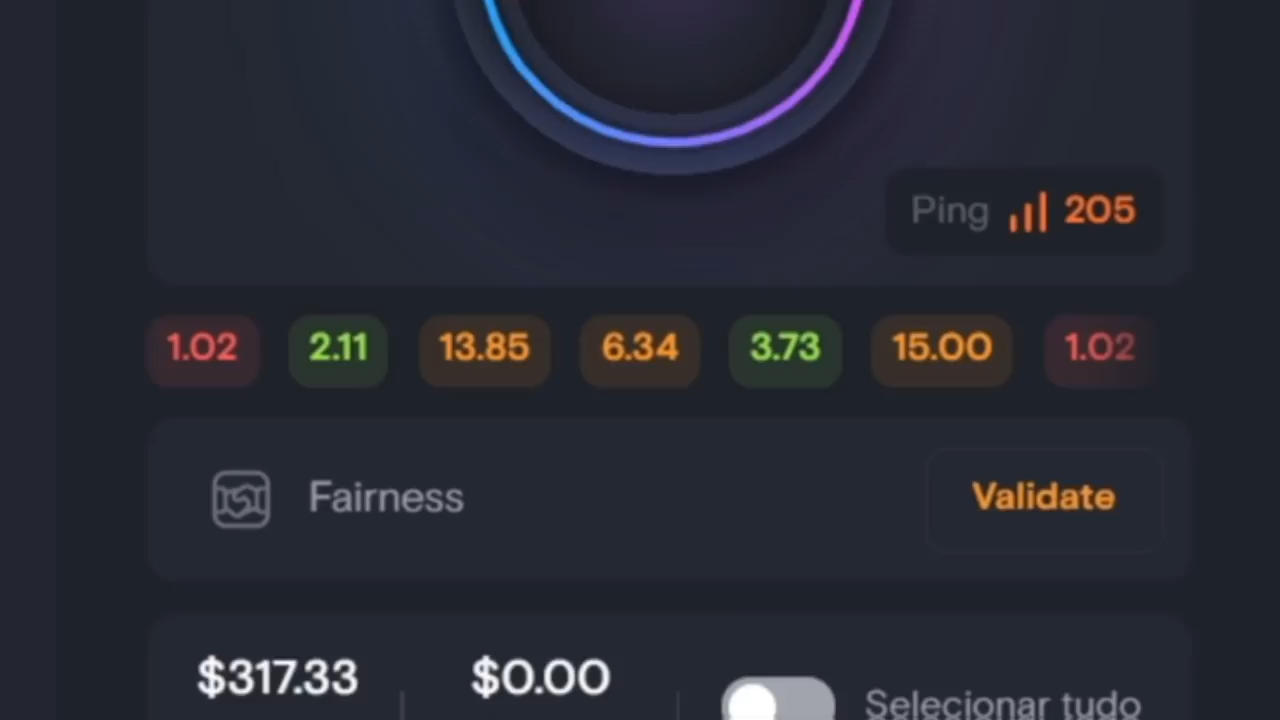 Ping 205
1.02 2.11 13.85 6.34 3.73 15.00 1.02
Fairness Validate
$317.33 $0.00 Selecionar tudo